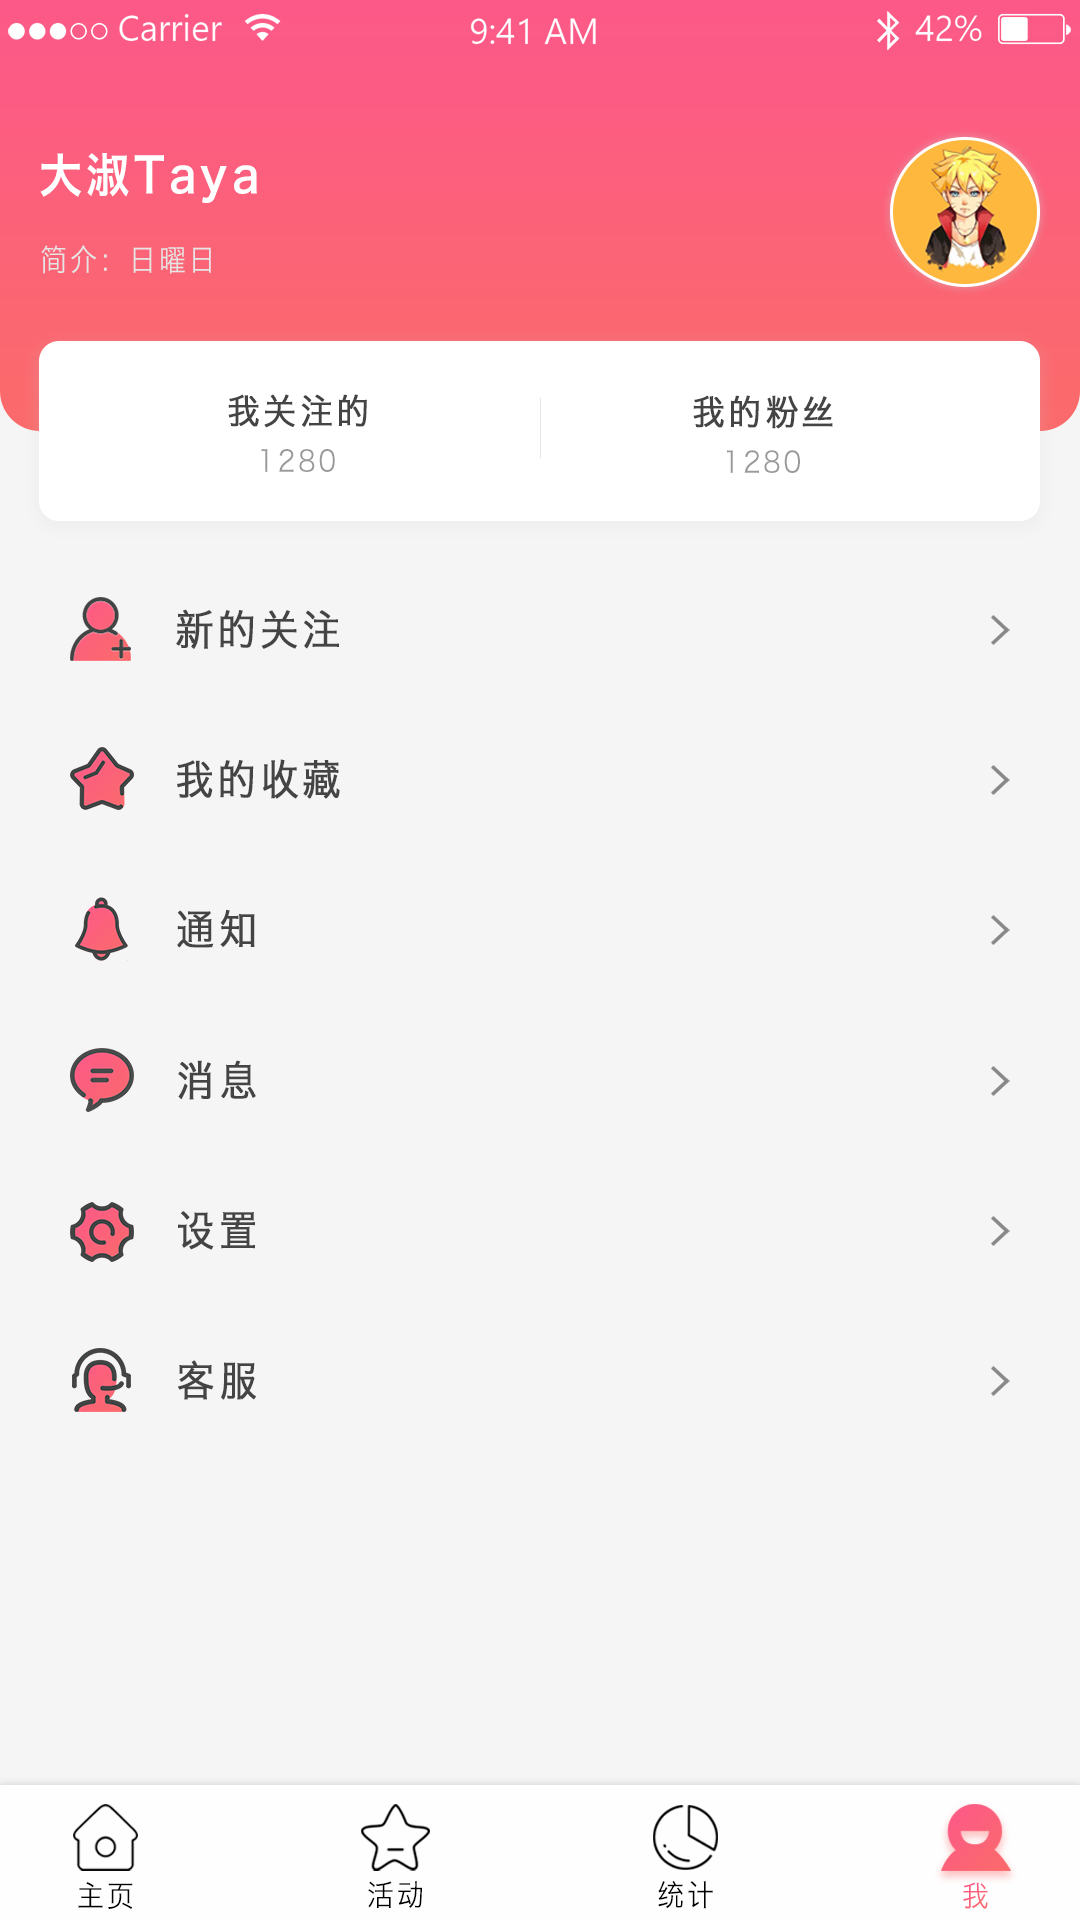 Carrier 9:41 AM 42%
大淑Taya
简介：日曜日
我关注的 我的粉丝
1280 1280
新的关注
我的收藏
通知
消息
设置
客服
主页 活动 统计 我